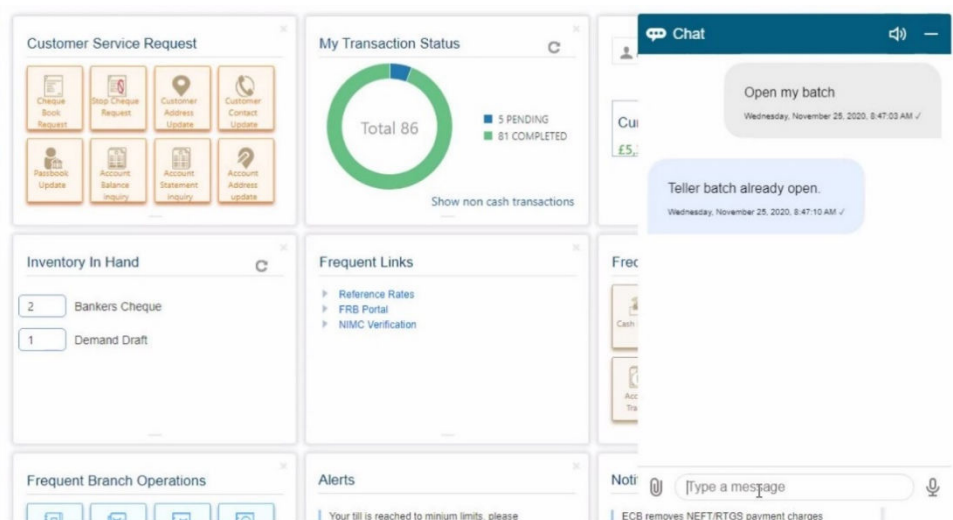 Customer Service Request
Cheque
Book
Request
Stop Cheque
Request
Customer
Address
Update
Customer
Contact
Update
Passbook
Update
Account
Balance
inquiry
Account
Statement
inquiry
Account
Address
update
My Transaction Status
Total 86
5 PENDING
81 COMPLETED
Show non cash transactions
Cu
£5,
Inventory In Hand
2 Bankers Cheque
1 Demand Draft
Frequent Links
Reference Rates
FRB Portal
NIMC Verification
Freq
Cash
Acc
Tra
Frequent Branch Operations
Alerts
Your till is reached to minium limits, please
Noti
ECB removes NEFT/RTGS payment charges
Chat
Open my batch
Wednesday, November 25, 2020, 8:47:03 AM ✓
Teller batch already open.
Wednesday, November 25, 2020, 8:47:10 AM ✓
Type a message